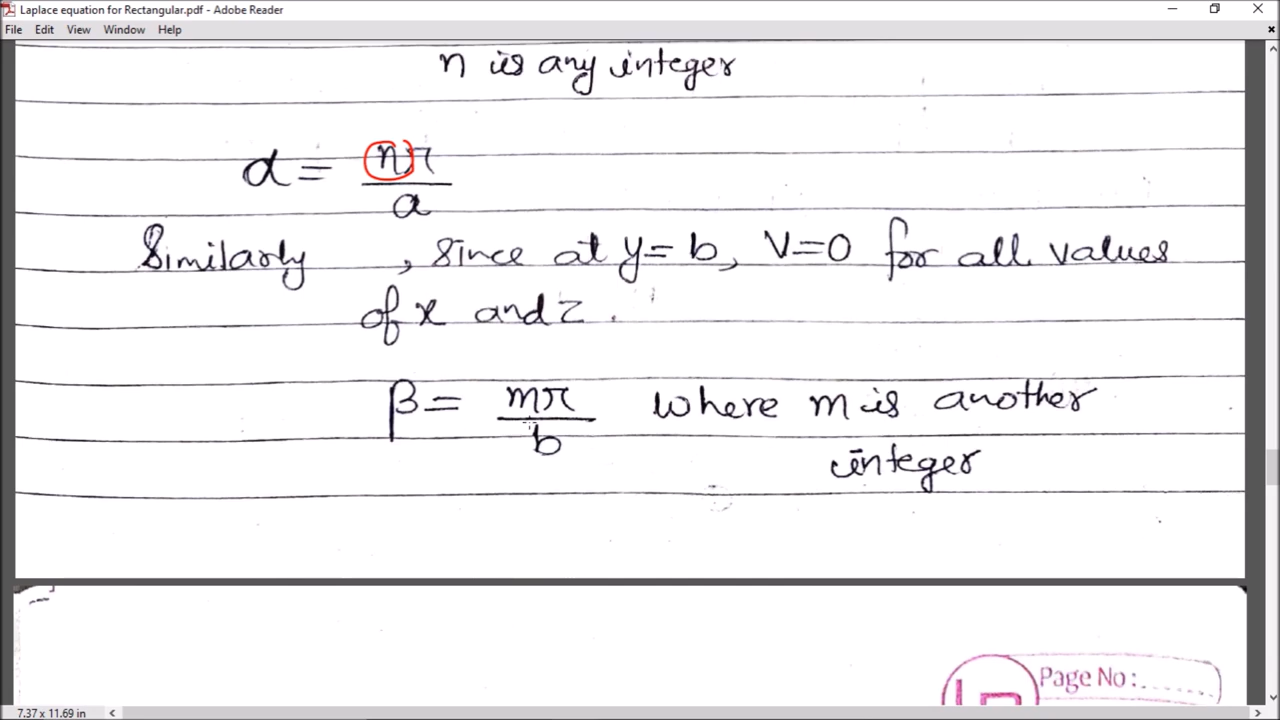 Laplace equation for Rectangular.pdf - Adobe Reader
File Edit View Window Help
n is any integer
α = nπ
a
Similarly , since at y = b, V=0 for all values
of x and z .
β = mπ where m is another
b
integer
Page No :
7.37 x 11.69 in